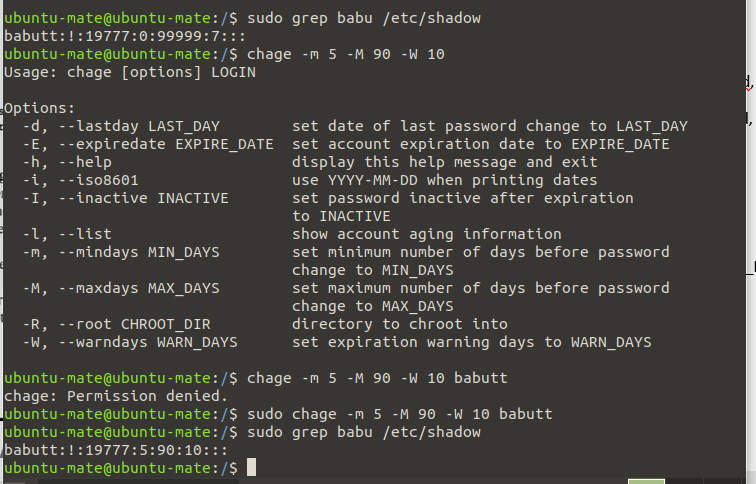 ubuntu-mate@ubuntu-mate:/$ sudo grep babu /etc/shadow
babutt:!:19777:0:99999:7:::
ubuntu-mate@ubuntu-mate:/$ chage -m 5 -M 90 -W 10
Usage: chage [options] LOGIN

Options:
  -d, --lastday LAST_DAY        set date of last password change to LAST_DAY
  -E, --expiredate EXPIRE_DATE  set account expiration date to EXPIRE_DATE
  -h, --help                    display this help message and exit
  -i, --iso8601                 use YYYY-MM-DD when printing dates
  -I, --inactive INACTIVE       set password inactive after expiration
                                to INACTIVE
  -l, --list                    show account aging information
  -m, --mindays MIN_DAYS        set minimum number of days before password
                                change to MIN_DAYS
  -M, --maxdays MAX_DAYS        set maximum number of days before password
                                change to MAX_DAYS
  -R, --root CHROOT_DIR         directory to chroot into
  -W, --warndays WARN_DAYS      set expiration warning days to WARN_DAYS

ubuntu-mate@ubuntu-mate:/$ chage -m 5 -M 90 -W 10 babutt
chage: Permission denied.
ubuntu-mate@ubuntu-mate:/$ sudo chage -m 5 -M 90 -W 10 babutt
ubuntu-mate@ubuntu-mate:/$ sudo grep babu /etc/shadow
babutt:!:19777:5:90:10:::
ubuntu-mate@ubuntu-mate:/$